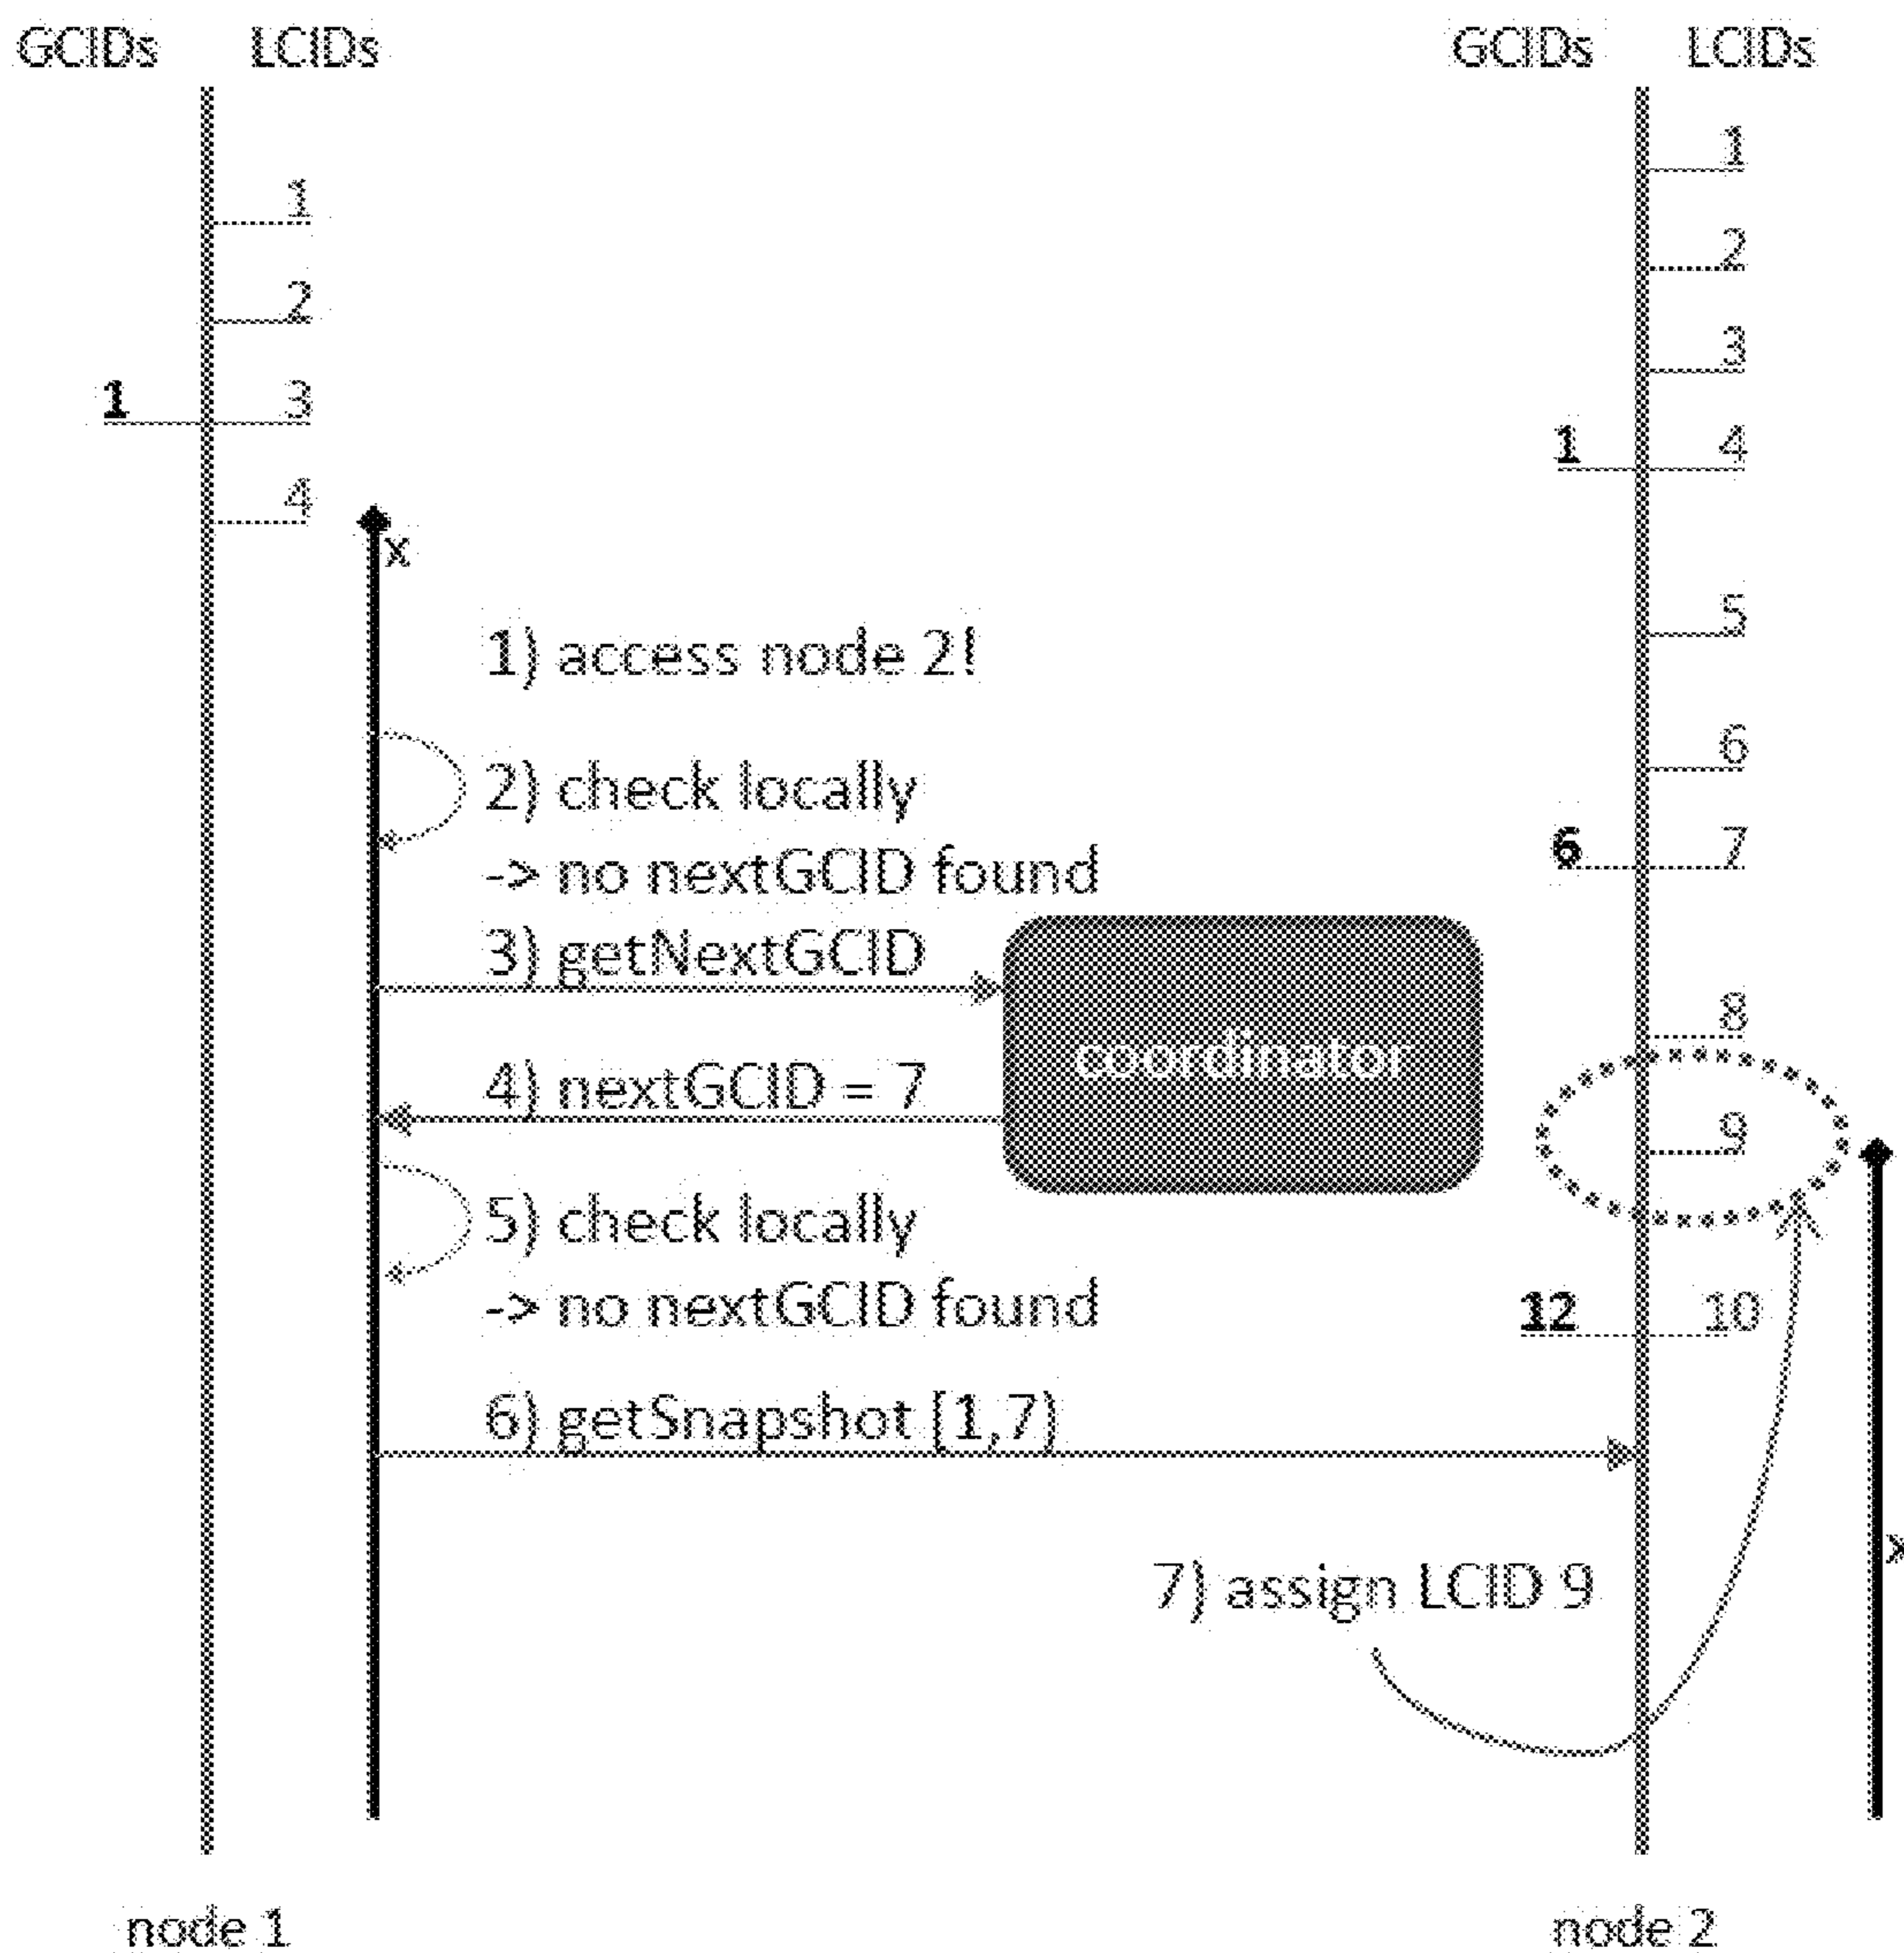 GCIDs LCIDs GCIDs LCIDs
1
1
2
2
3
1 3
1 4
4
x
5
1) access node 2!
6
2) check locally
6 7
-> no nextGCID found
3) getNextGCID
8
coordinator
4) nextGCID = 7
9
5) check locally
-> no nextGCID found
12 10
6) getSnapshot [1,7)
x
7) assign LCID 9
node 1 node 2